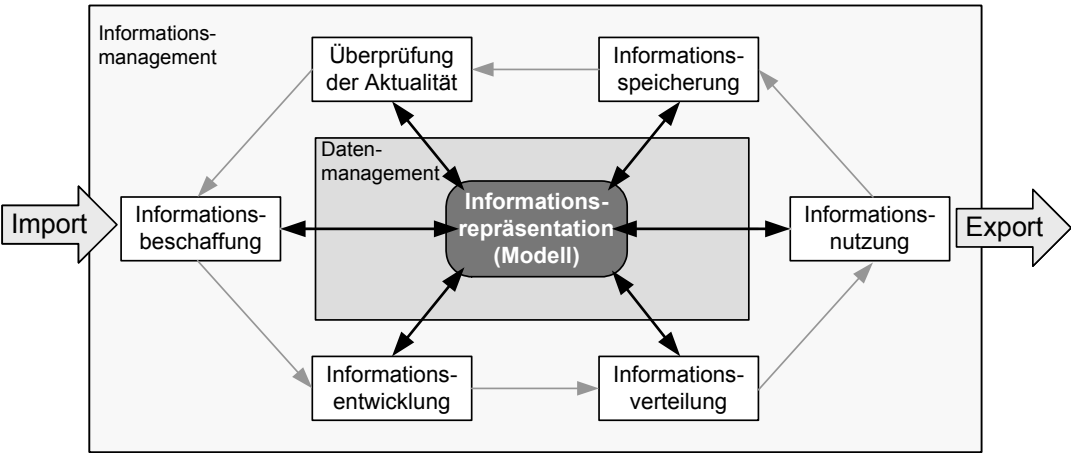 Informations-
management
Überprüfung
der Aktualität
Informations-
speicherung
Daten-
management
Import
Informations-
beschaffung
Informations-
repräsentation
(Modell)
Informations-
nutzung
Export
Informations-
entwicklung
Informations-
verteilung